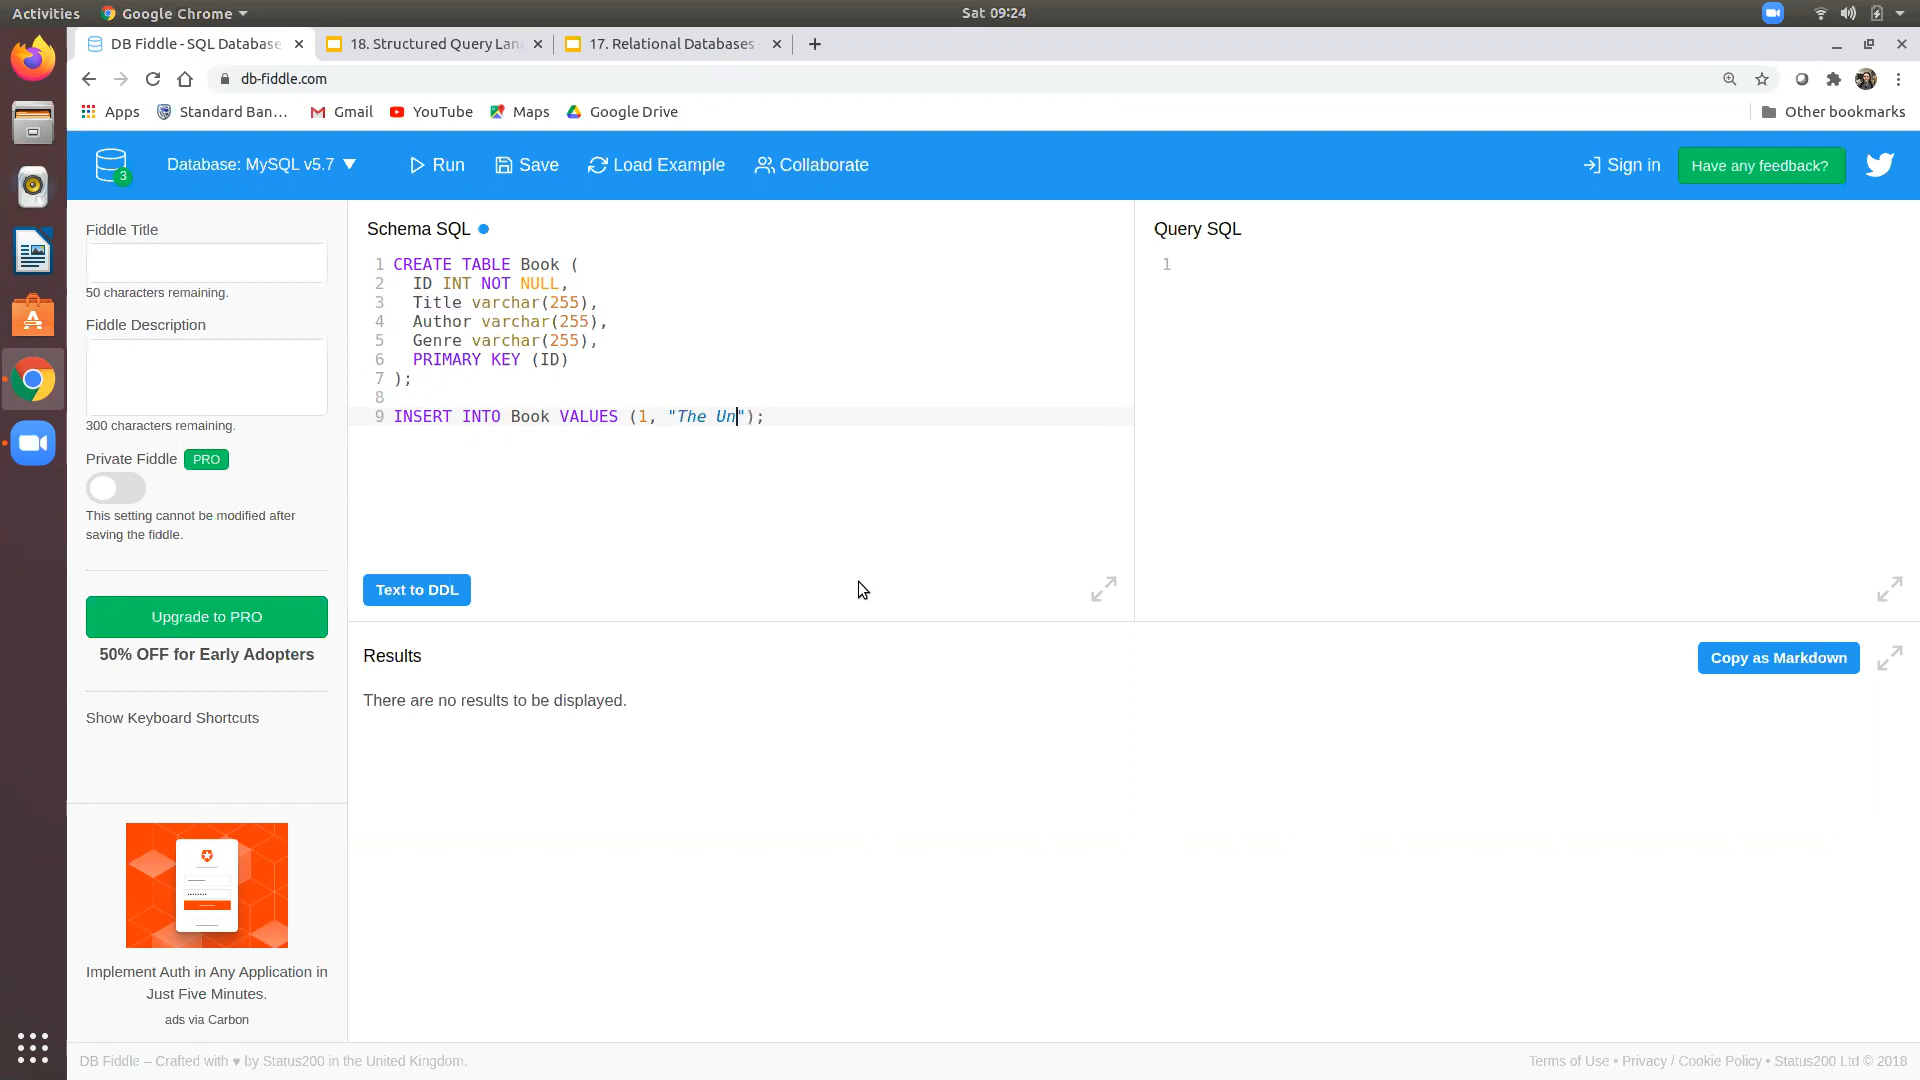 Activities Google Chrome Sat 09:24
DB Fiddle - SQL Database 18. Structured Query Lan 17. Relational Databases
db-fiddle.com
Apps Standard Ban... Gmail YouTube Maps Google Drive Other bookmarks
3 Database: MySQL v5.7 Run Save Load Example Collaborate Sign in Have any feedback?
Fiddle Title
50 characters remaining.
Fiddle Description
300 characters remaining.
Private Fiddle PRO
This setting cannot be modified after
saving the fiddle.
Upgrade to PRO
50% OFF for Early Adopters
Show Keyboard Shortcuts
Implement Auth in Any Application in
Just Five Minutes.
ads via Carbon
Schema SQL
1 CREATE TABLE Book (
2 ID INT NOT NULL,
3 Title varchar(255),
4 Author varchar(255),
5 Genre varchar(255),
6 PRIMARY KEY (ID)
7 );
8
9 INSERT INTO Book VALUES (1, "The Un");
Text to DDL
Query SQL
1
Results
Copy as Markdown
There are no results to be displayed.
DB Fiddle – Crafted with ♥ by Status200 in the United Kingdom.
Terms of Use • Privacy / Cookie Policy • Status200 Ltd © 2018